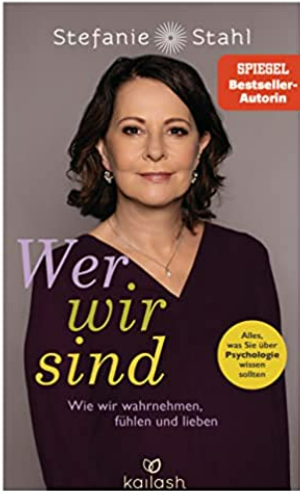 Stefanie Stahl
SPIEGEL
Bestseller-
Autorin
Wer
wir
sind
Alles,
was Sie über
Psychologie
wissen
sollten
Wie wir wahrnehmen,
fühlen und lieben
kailash